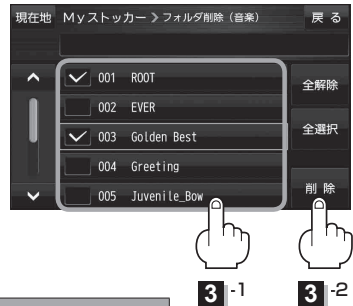 現在地 Myストッカー 》フォルダ削除（音楽） 戻る
001 ROOT
全解除
002 EVER
003 Golden Best
全選択
004 Greeting
005 Juvenile_Bow
削除
3 -1 3 -2